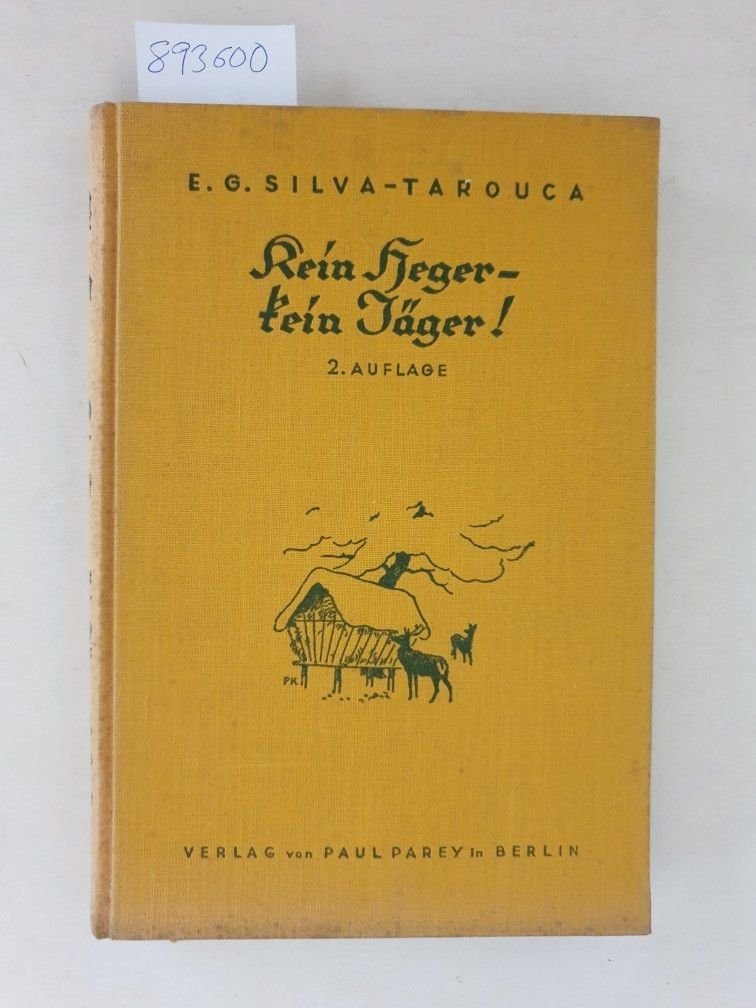 893600
E. G. SILVA-TAROUCA
Kein Heger-
kein Jäger!
2. AUFLAGE
PK
VERLAG von PAUL PAREY in BERLIN